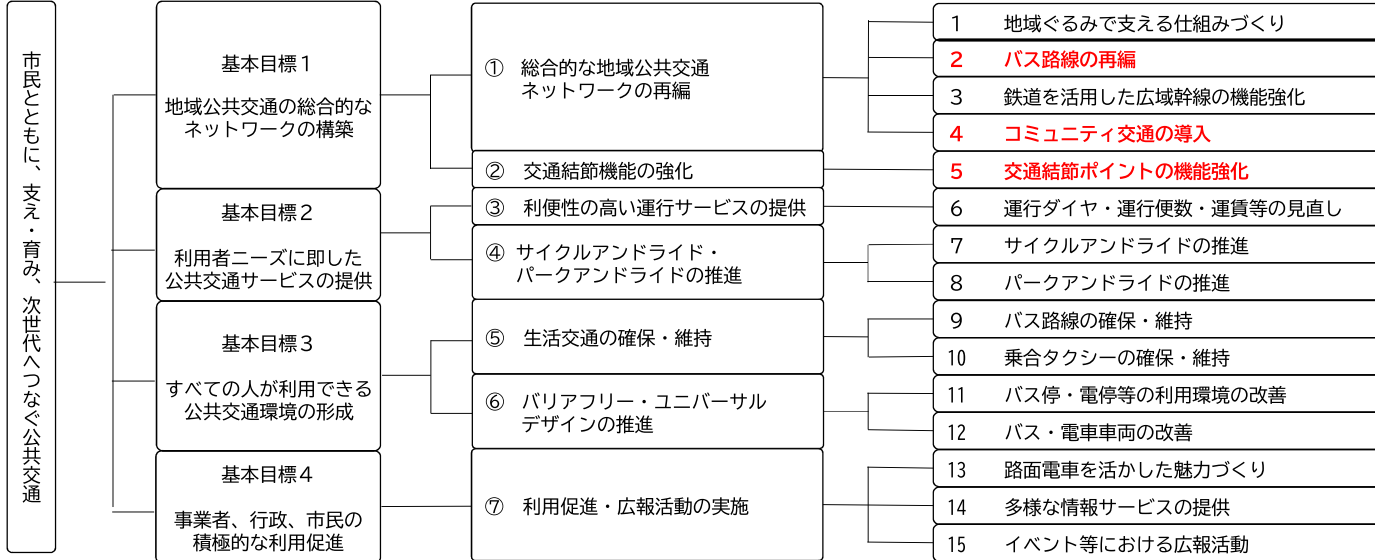 市民とともに、支え・育み、次世代へつなぐ公共交通
基本目標１
地域公共交通の総合的な
ネットワークの構築
基本目標２
利用者ニーズに即した
公共交通サービスの提供
基本目標３
すべての人が利用できる
公共交通環境の形成
基本目標４
事業者、行政、市民の
積極的な利用促進
① 総合的な地域公共交通
ネットワークの再編
② 交通結節機能の強化
③ 利便性の高い運行サービスの提供
④ サイクルアンドライド・
パークアンドライドの推進
⑤ 生活交通の確保・維持
⑥ バリアフリー・ユニバーサル
デザインの推進
⑦ 利用促進・広報活動の実施
1 地域ぐるみで支える仕組みづくり
2 バス路線の再編
3 鉄道を活用した広域幹線の機能強化
4 コミュニティ交通の導入
5 交通結節ポイントの機能強化
6 運行ダイヤ・運行便数・運賃等の見直し
7 サイクルアンドライドの推進
8 パークアンドライドの推進
9 バス路線の確保・維持
10 乗合タクシーの確保・維持
11 バス停・電停等の利用環境の改善
12 バス・電車車両の改善
13 路面電車を活かした魅力づくり
14 多様な情報サービスの提供
15 イベント等における広報活動